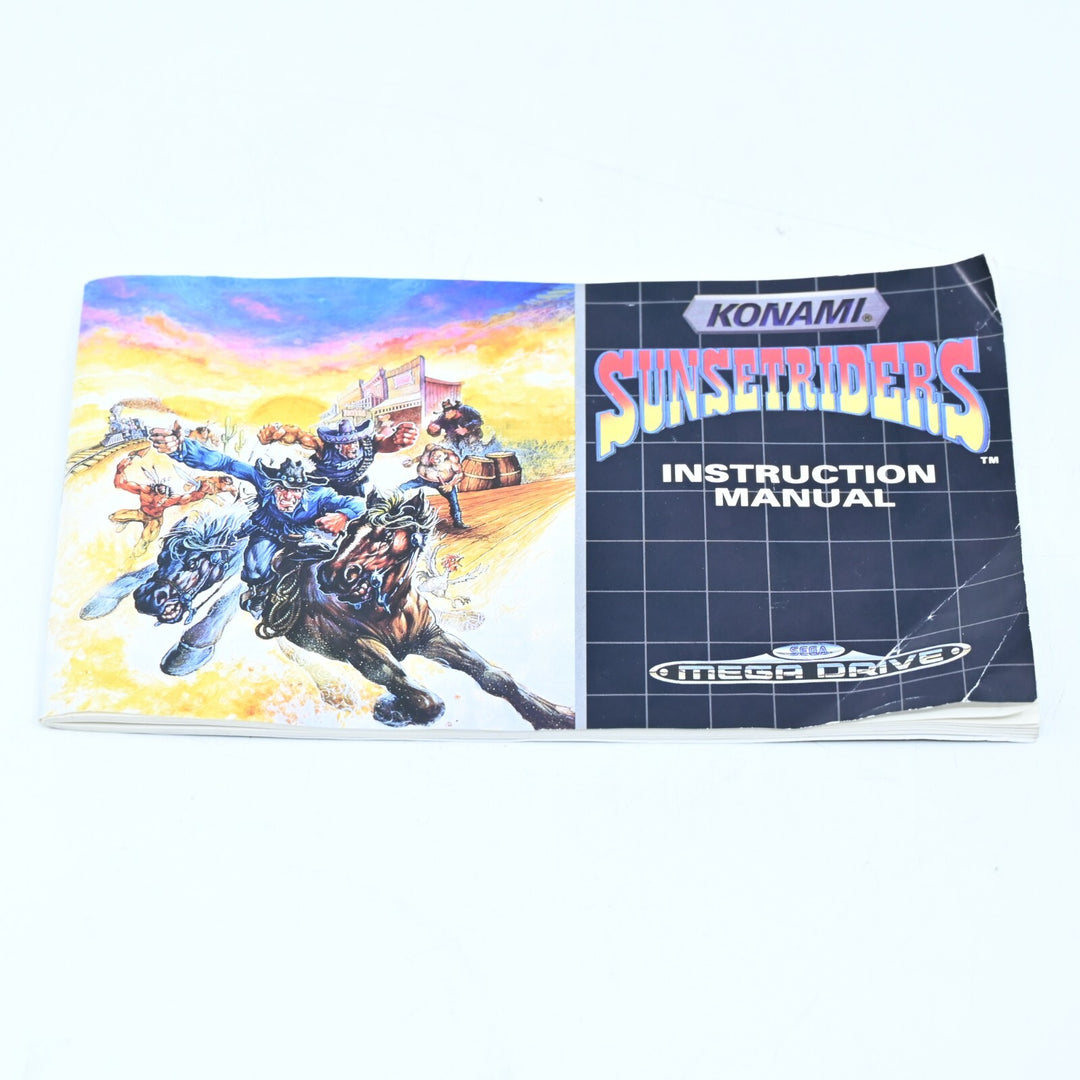 KONAMI®
SUNSETRIDERS
™
INSTRUCTION
MANUAL
SEGA
MEGA DRIVE